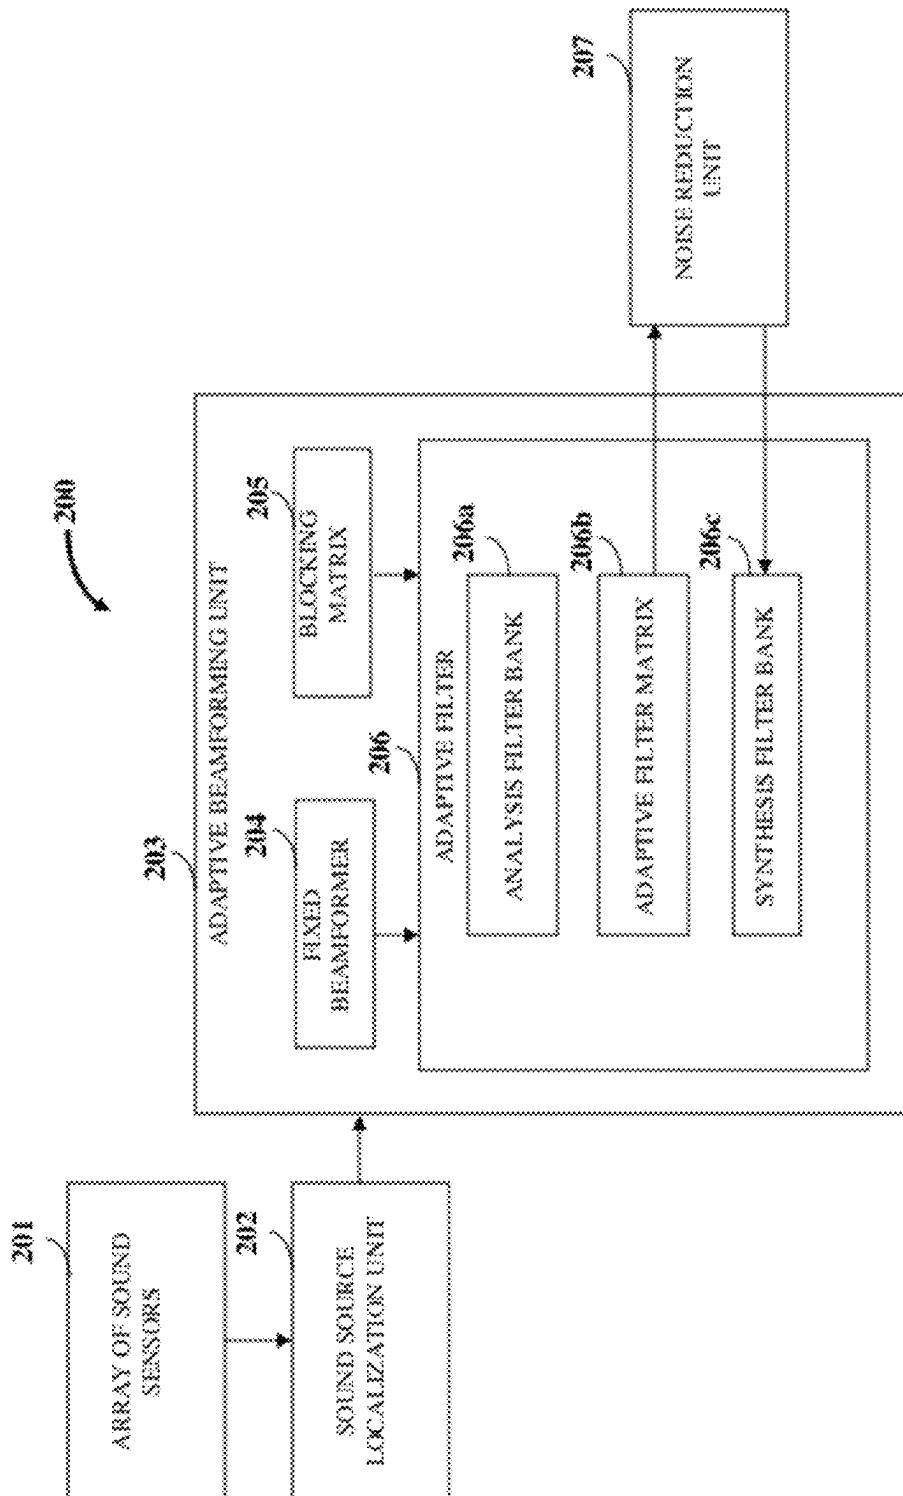 200
201
ARRAY OF SOUND
SENSORS
202
SOUND SOURCE
LOCALIZATION UNIT
203
ADAPTIVE BEAMFORMING UNIT
204
FIXED
BEAMFORMER
205
BLOCKING
MATRIX
206
ADAPTIVE FILTER
206a
ANALYSIS FILTER BANK
206b
ADAPTIVE FILTER MATRIX
206c
SYNTHESIS FILTER BANK
207
NOISE REDUCTION
UNIT